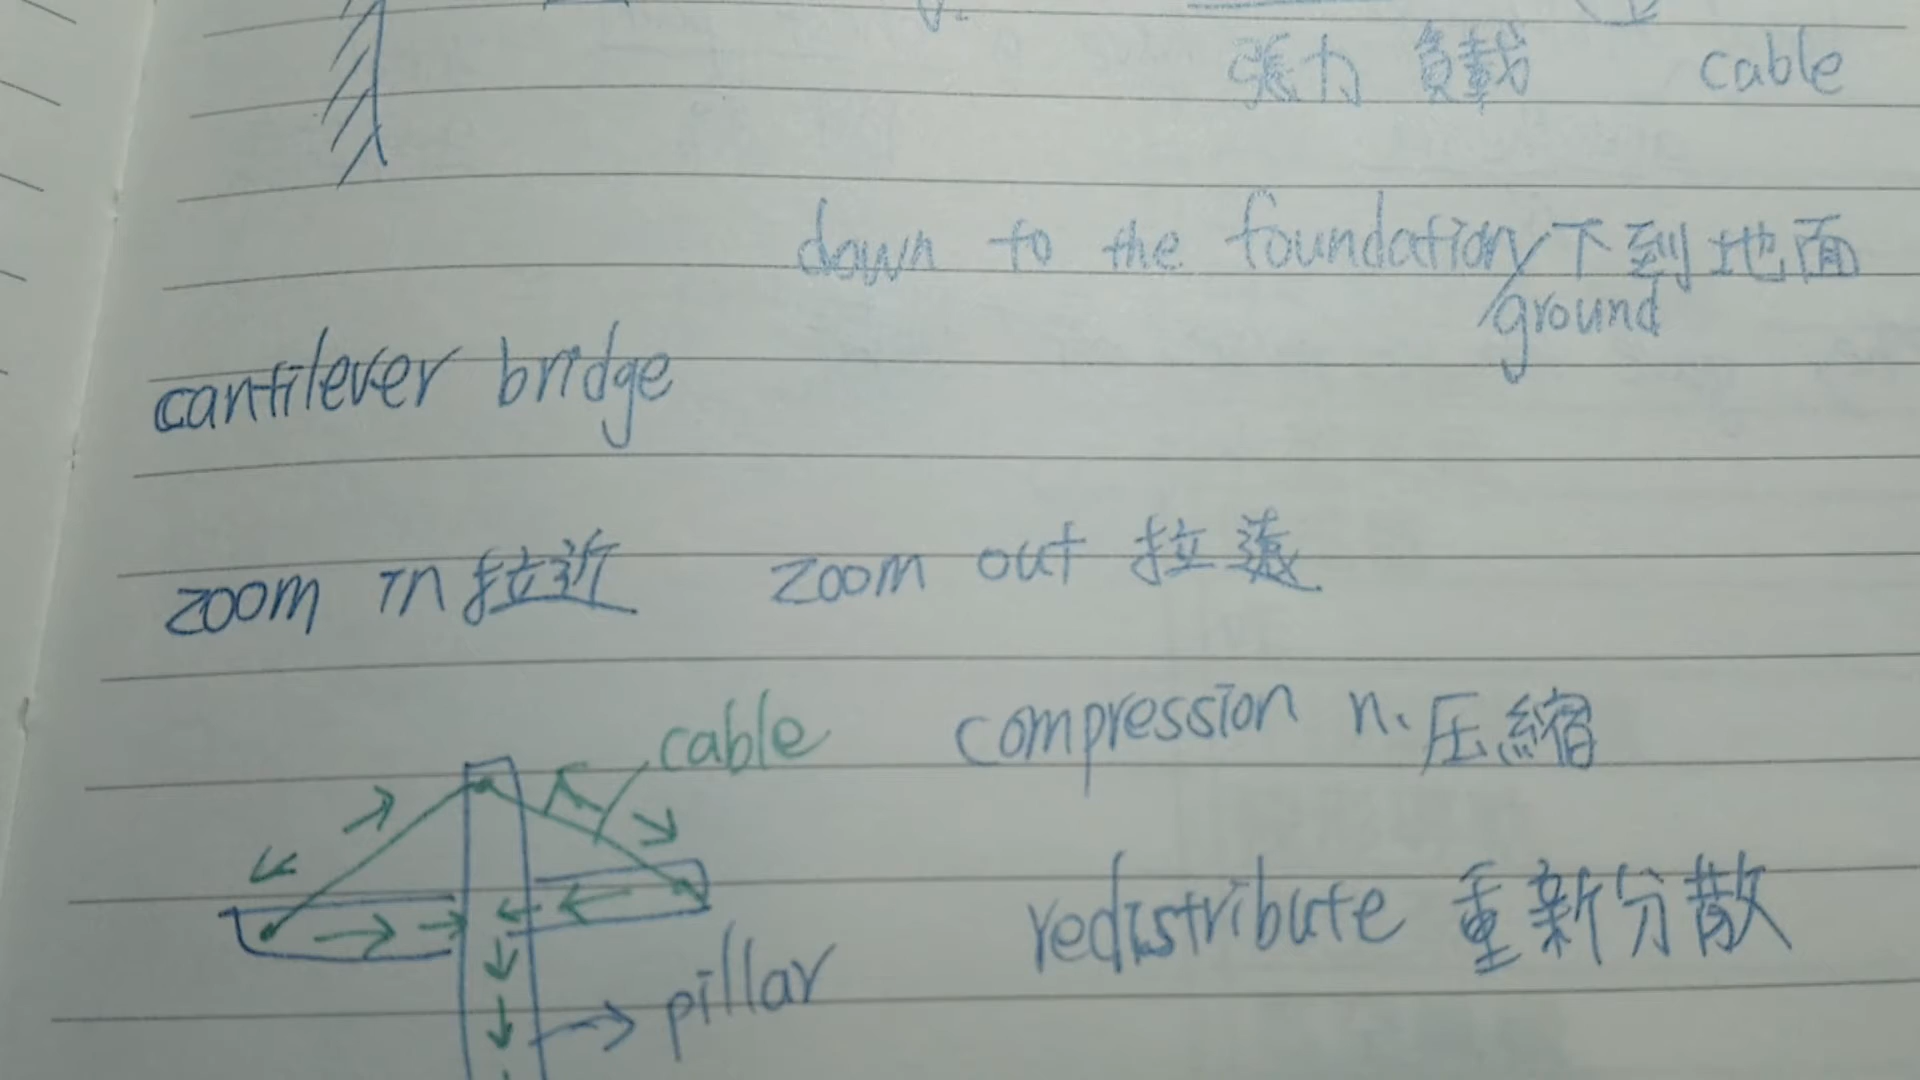 張力 負載 cable
down to the foundation/下到地面
ground
cantilever bridge
zoom in 拉近 zoom out 拉遠
cable compression n. 压縮
redistribute 重新分散
pillar